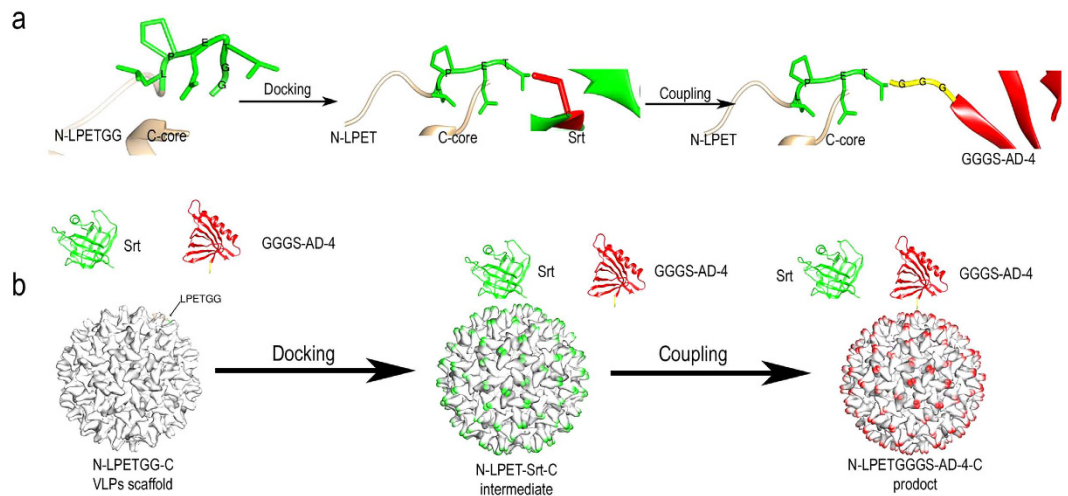 a
L P E T G G
Docking
N-LPETGG
C-core
P E T
N-LPET
C-core
Srt
Coupling
P E T G G G
N-LPET
C-core
GGGS-AD-4
Srt
GGGS-AD-4
Srt
GGGS-AD-4
Srt
GGGS-AD-4
b
LPETGG
Docking
Coupling
N-LPETGG-C
VLPs scaffold
N-LPET-Srt-C
intermediate
N-LPETGGGS-AD-4-C
product